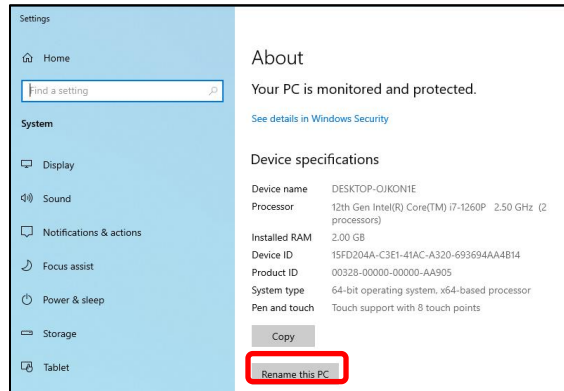 Settings
Home
Find a setting
System
Display
Sound
Notifications & actions
Focus assist
Power & sleep
Storage
Tablet
About
Your PC is monitored and protected.
See details in Windows Security
Device specifications
Device name DESKTOP-OJKON1E
Processor 12th Gen Intel(R) Core(TM) i7-1260P 2.50 GHz (2
processors)
Installed RAM 2.00 GB
Device ID 15FD204A-C3E1-41AC-A320-693694AA4B14
Product ID 00328-00000-00000-AA905
System type 64-bit operating system, x64-based processor
Pen and touch Touch support with 8 touch points
Copy
Rename this PC